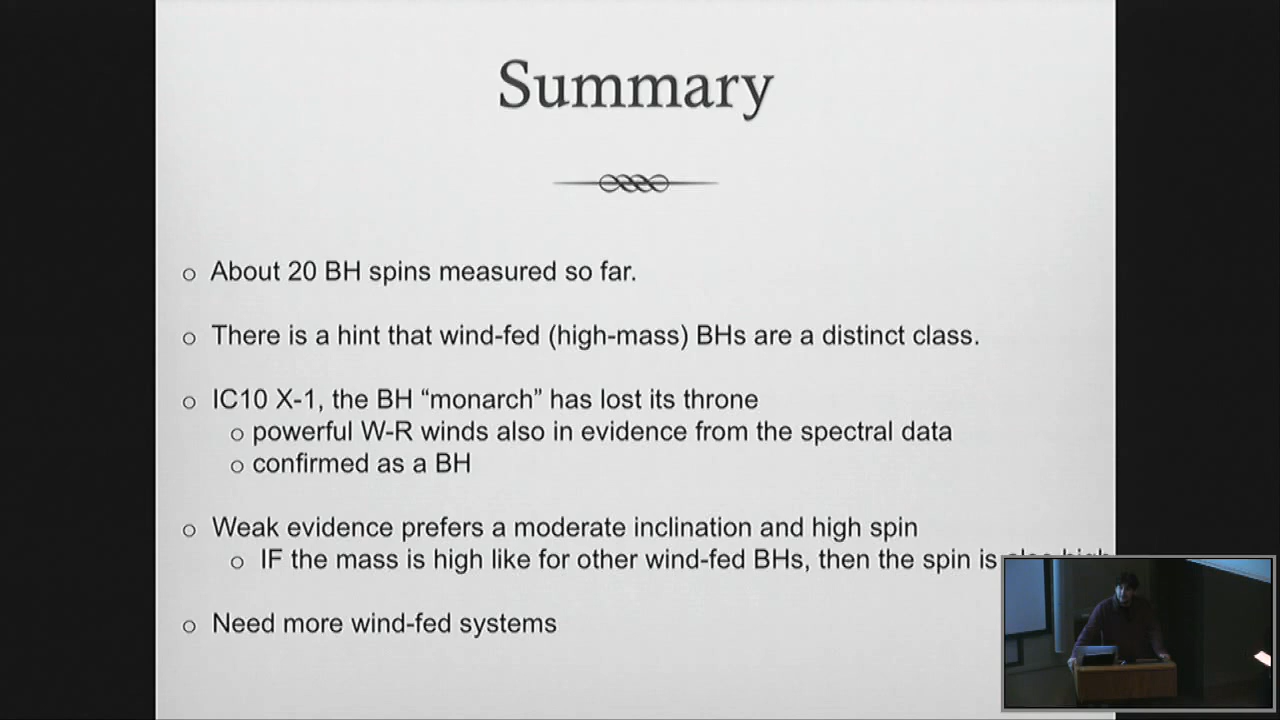 Summary
About 20 BH spins measured so far.
There is a hint that wind-fed (high-mass) BHs are a distinct class.
IC10 X-1, the BH “monarch” has lost its throne
powerful W-R winds also in evidence from the spectral data
confirmed as a BH
Weak evidence prefers a moderate inclination and high spin
IF the mass is high like for other wind-fed BHs, then the spin is also high
Need more wind-fed systems